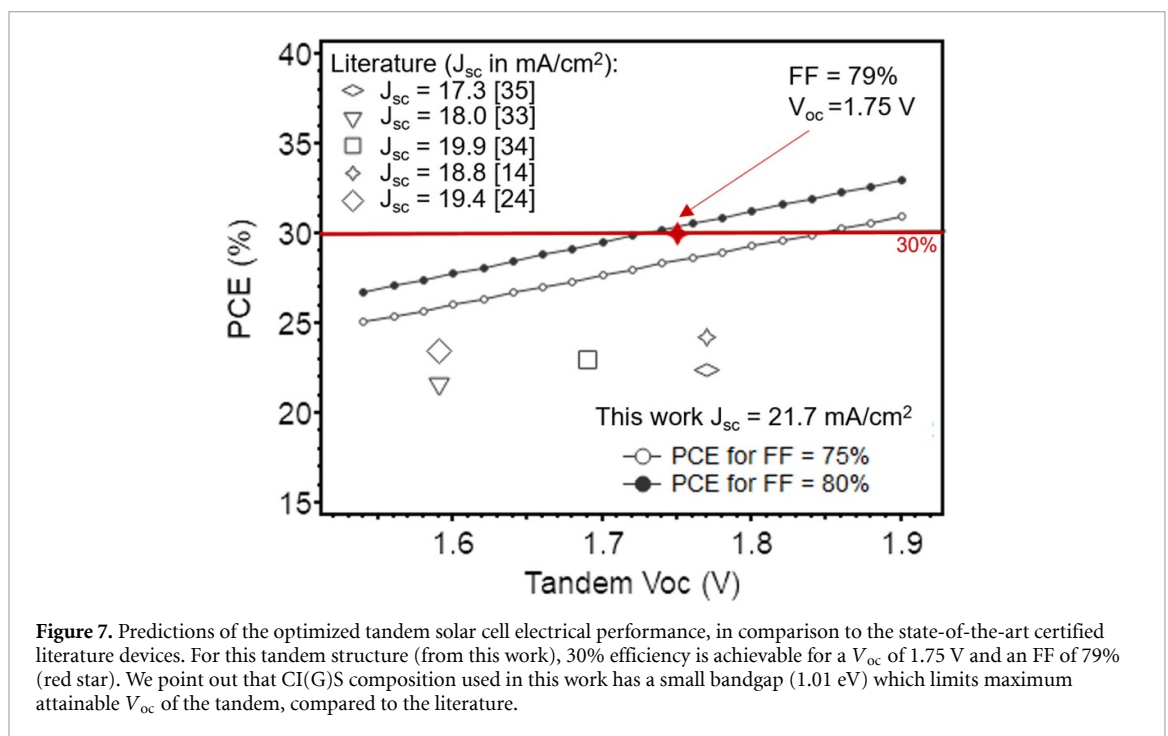 40
35
30
25
20
15
PCE (%)
Literature (Jsc in mA/cm²):
Jsc = 17.3 [35]
Jsc = 18.0 [33]
Jsc = 19.9 [34]
Jsc = 18.8 [14]
Jsc = 19.4 [24]
FF = 79%
Voc =1.75 V
30%
This work Jsc = 21.7 mA/cm²
PCE for FF = 75%
PCE for FF = 80%
1.6 1.7 1.8 1.9
Tandem Voc (V)
Figure 7. Predictions of the optimized tandem solar cell electrical performance, in comparison to the state-of-the-art certified
literature devices. For this tandem structure (from this work), 30% efficiency is achievable for a Voc of 1.75 V and an FF of 79%
(red star). We point out that CI(G)S composition used in this work has a small bandgap (1.01 eV) which limits maximum
attainable Voc of the tandem, compared to the literature.